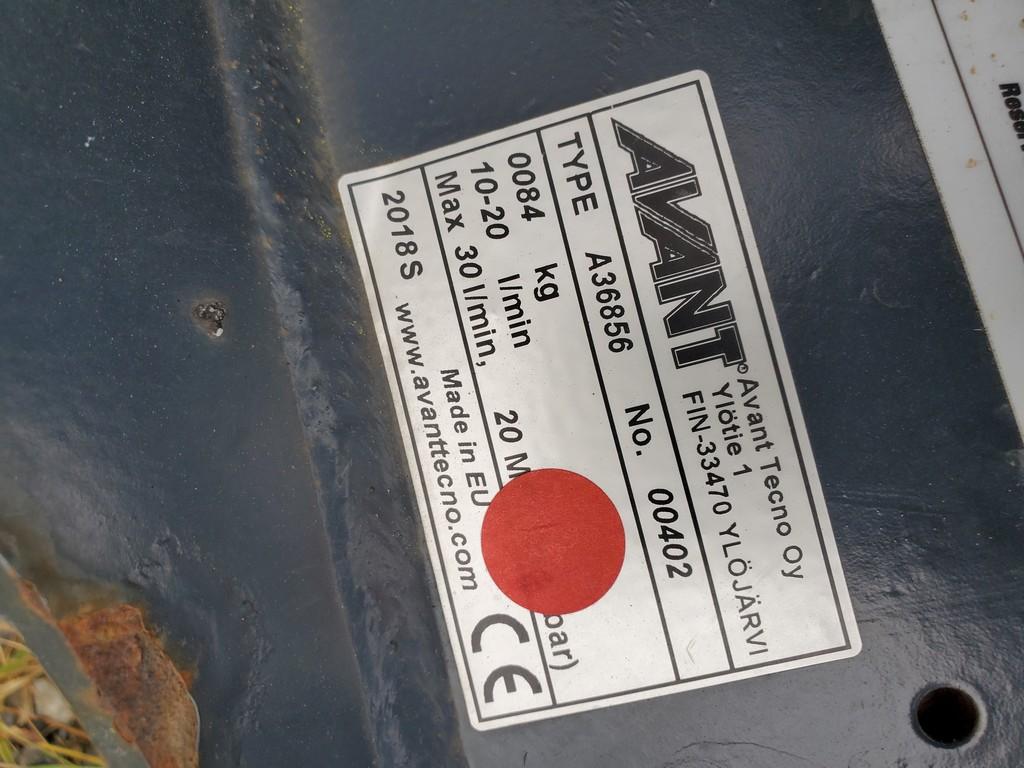 AVANT®
Avant Tecno Oy
Ylötie 1
FIN-33470 YLÖJÄRVI
TYPE A36856 No. 00402
0084 kg
10-20 l/min 20 M bar)
Max 30 l/min,
Made in EU
2018 S www.avanttecno.com
CE